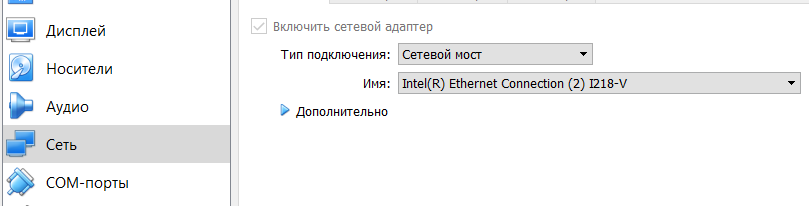 Дисплей
Носители
Аудио
Сеть
COM-порты
Включить сетевой адаптер
Тип подключения: Сетевой мост
Имя: Intel(R) Ethernet Connection (2) I218-V
Дополнительно